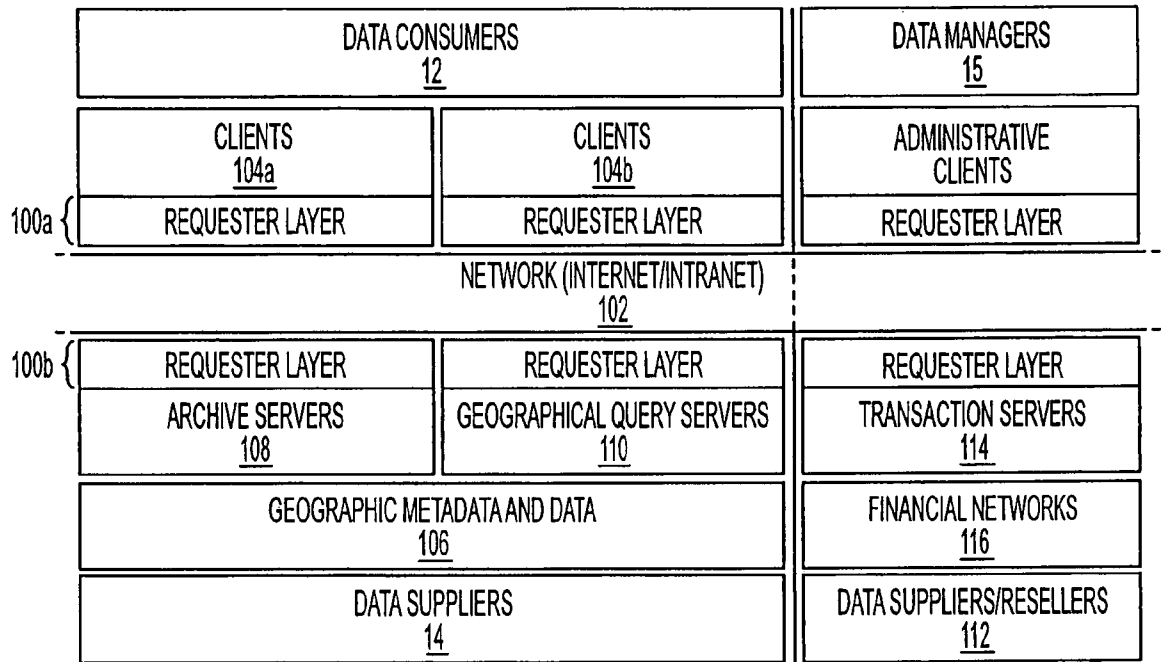 DATA CONSUMERS
12
DATA MANAGERS
15
CLIENTS
104a
CLIENTS
104b
ADMINISTRATIVE
CLIENTS
100a
REQUESTER LAYER
REQUESTER LAYER
REQUESTER LAYER
NETWORK (INTERNET/INTRANET)
102
100b
REQUESTER LAYER
REQUESTER LAYER
REQUESTER LAYER
ARCHIVE SERVERS
108
GEOGRAPHICAL QUERY SERVERS
110
TRANSACTION SERVERS
114
GEOGRAPHIC METADATA AND DATA
106
FINANCIAL NETWORKS
116
DATA SUPPLIERS
14
DATA SUPPLIERS/RESELLERS
112